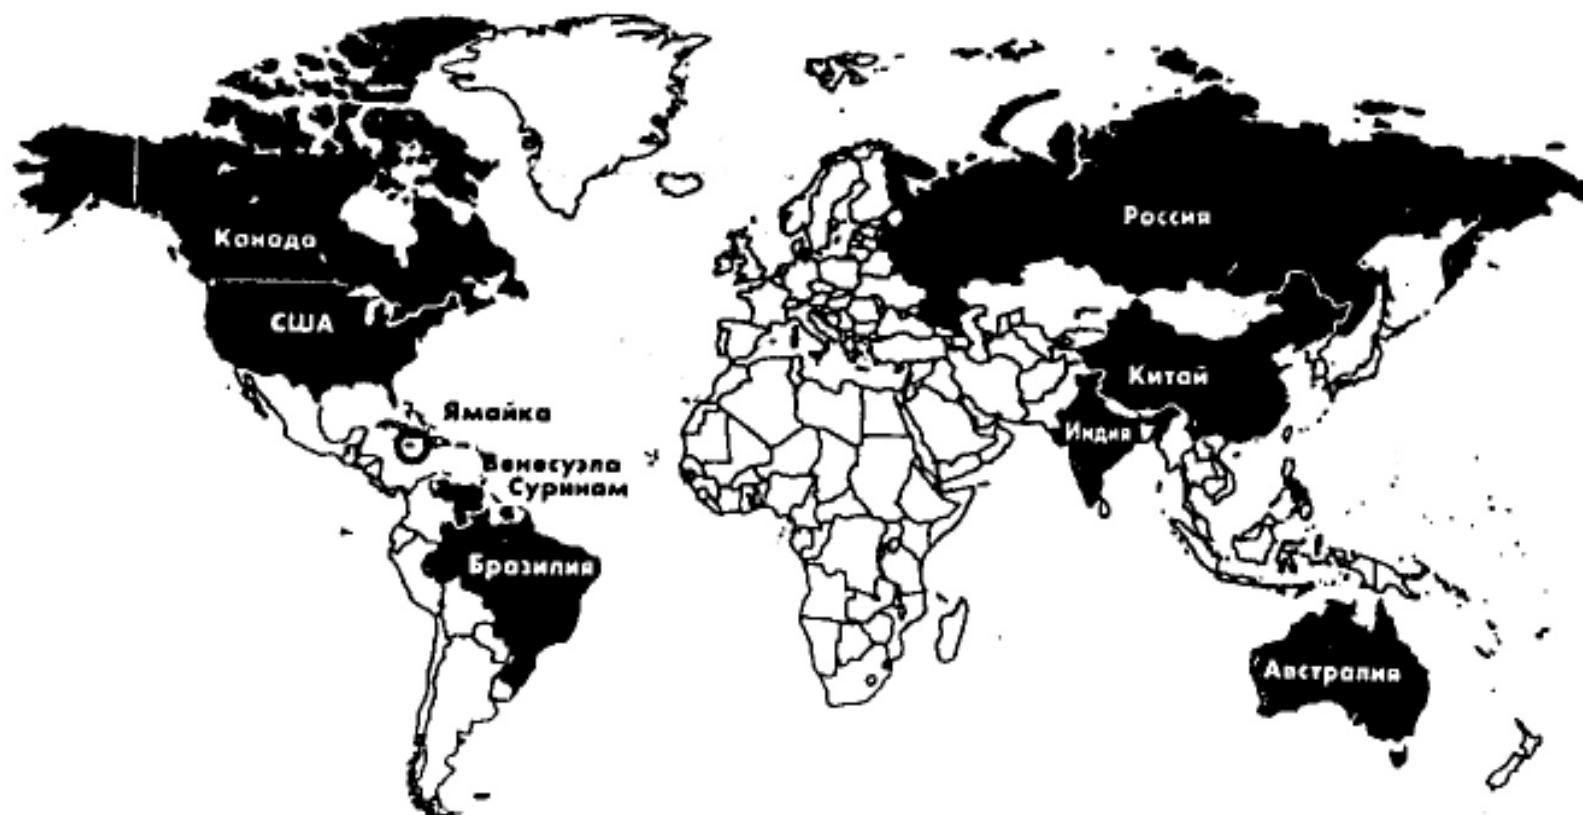 Россия
Канада
США
Китай
Ямайка
Индия
Венесуэла
Суринам
Бразилия
Австралия